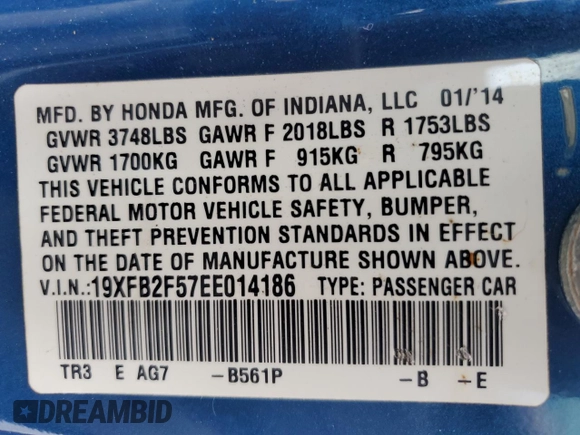 MFD. BY HONDA MFG. OF INDIANA, LLC 01/'14
GVWR 3748LBS GAWR F 2018LBS R 1753LBS
GVWR 1700KG GAWR F 915KG R 795KG
THIS VEHICLE CONFORMS TO ALL APPLICABLE
FEDERAL MOTOR VEHICLE SAFETY, BUMPER,
AND THEFT PREVENTION STANDARDS IN EFFECT
ON THE DATE OF MANUFACTURE SHOWN ABOVE.
V.I.N.:19XFB2F57EE014186 TYPE: PASSENGER CAR
TR3 E AG7 -B561P -B -E
DREAMBID